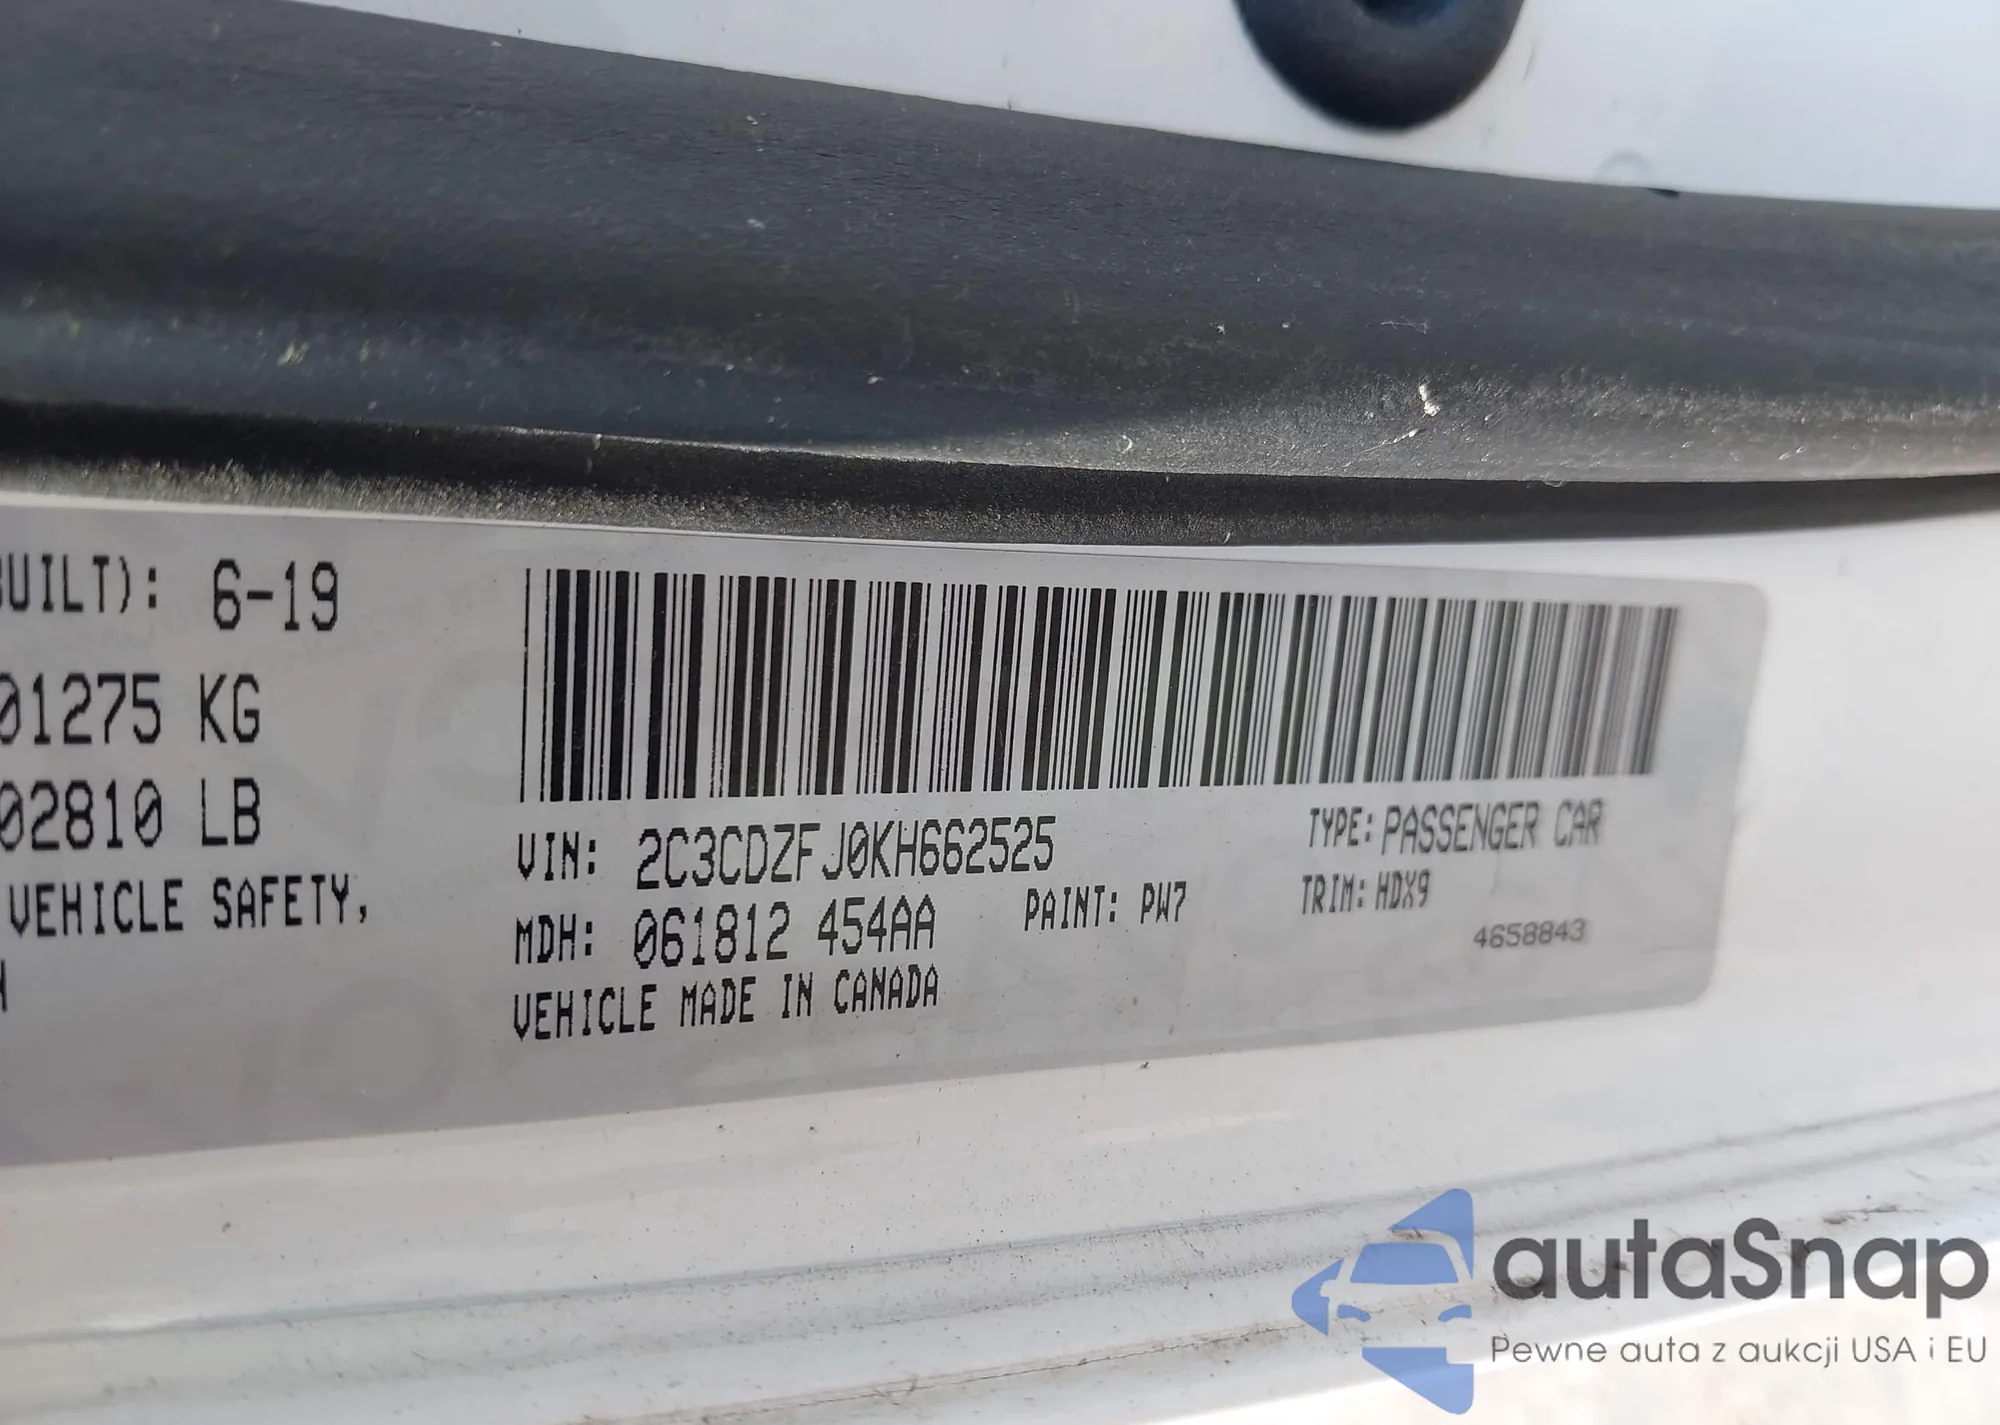 BUILT): 6-19
01275 KG
02810 LB
VEHICLE SAFETY,
VIN: 2C3CDZFJ0KH662525
TYPE: PASSENGER CAR
MDH: 061812 454AA
PAINT: PW7
TRIM: HDX9
4658843
VEHICLE MADE IN CANADA
autaSnap
Pewne auta z aukcji USA i EU